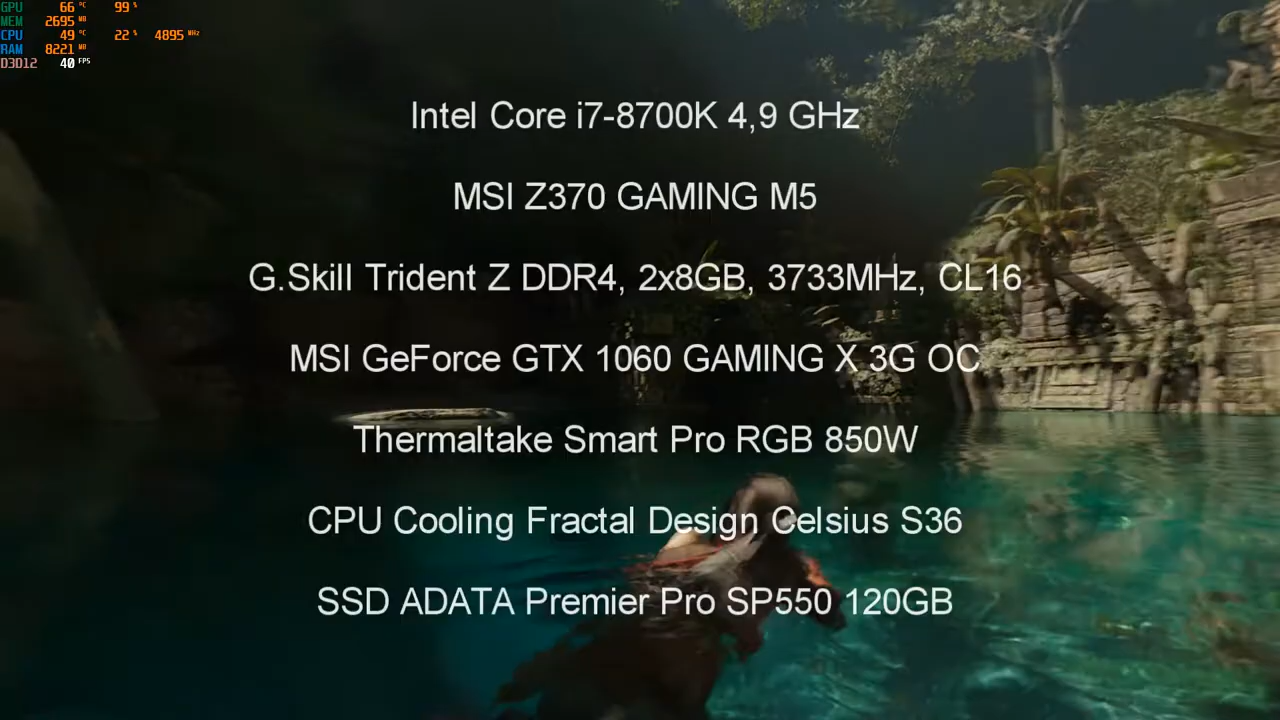 GPU 66 °C 99 %
MEM 2695 MB
CPU 49 °C 22 % 4895 MHz
RAM 8221 MB
D3D12 40 FPS
Intel Core i7-8700K 4,9 GHz
MSI Z370 GAMING M5
G.Skill Trident Z DDR4, 2x8GB, 3733MHz, CL16
MSI GeForce GTX 1060 GAMING X 3G OC
Thermaltake Smart Pro RGB 850W
CPU Cooling Fractal Design Celsius S36
SSD ADATA Premier Pro SP550 120GB